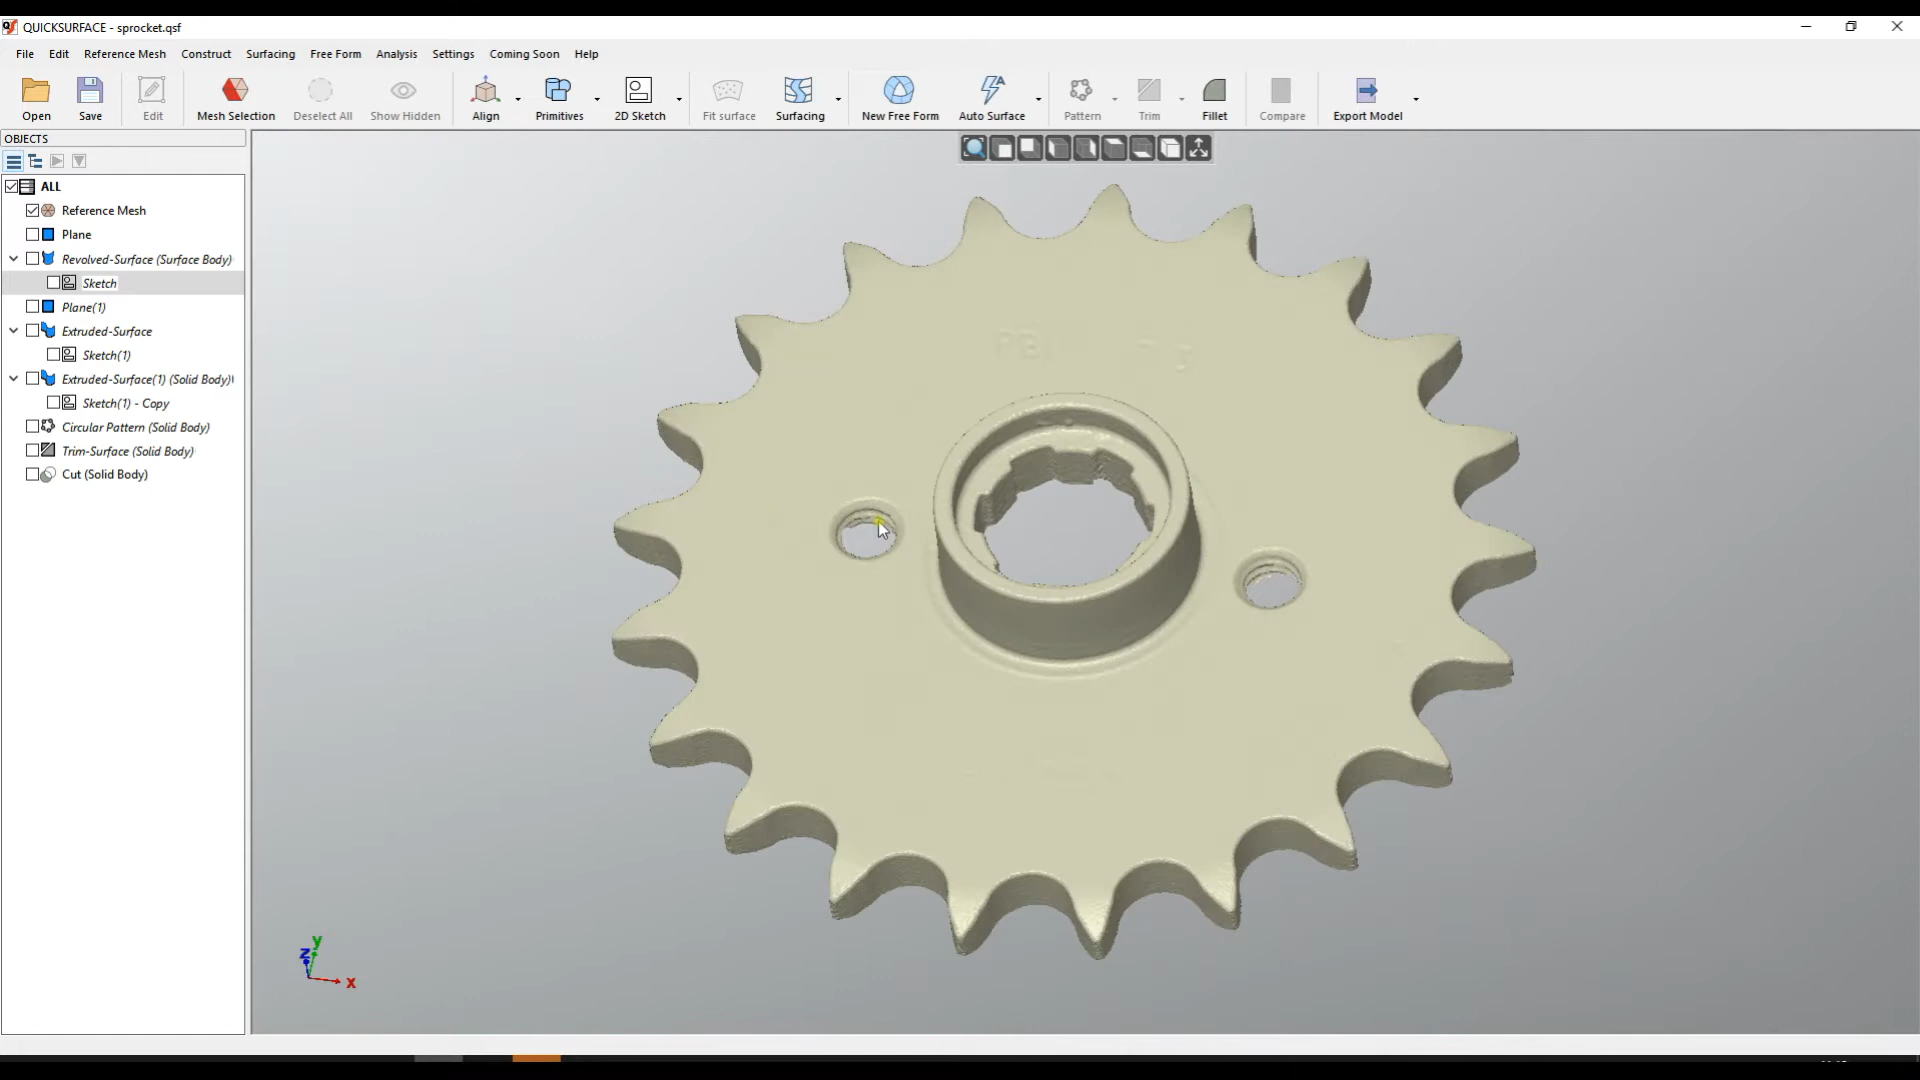 QUICKSURFACE - sprocket.qsf
File Edit Reference Mesh Construct Surfacing Free Form Analysis Settings Coming Soon Help
Open Save Edit Mesh Selection Deselect All Show Hidden Align Primitives 2D Sketch Fit surface Surfacing New Free Form Auto Surface Pattern Trim Fillet Compare Export Model
OBJECTS
ALL
Reference Mesh
Plane
Revolved-Surface (Surface Body)
Sketch
Plane(1)
Extruded-Surface
Sketch(1)
Extruded-Surface(1) (Solid Body)
Sketch(1) - Copy
Circular Pattern (Solid Body)
Trim-Surface (Solid Body)
Cut (Solid Body)
y
z
x